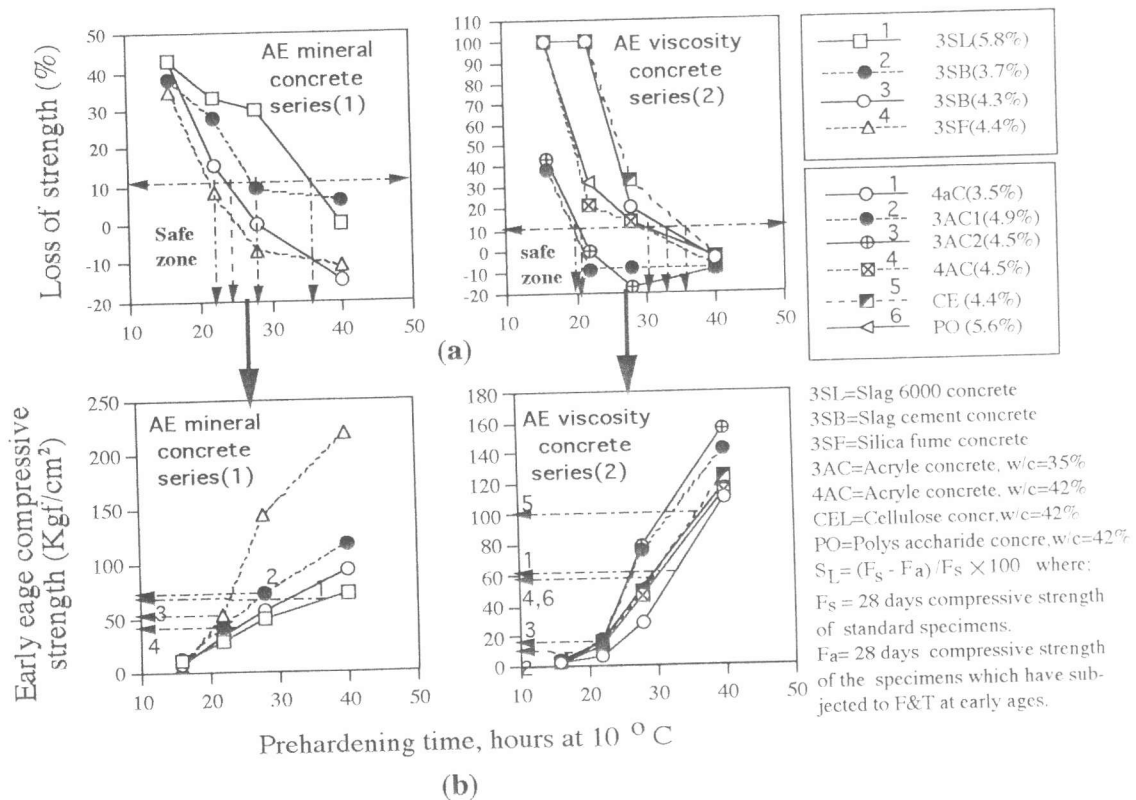 Loss of strength (%)
50
40
30
20
10
0
-10
-20
AE mineral
concrete
series(1)
Safe
zone
10 20 30 40 50
110
100
90
80
70
60
50
40
30
20
10
0
-10
-20
AE viscosity
concrete
series(2)
safe
zone
10 20 30 40 50
1 3SL(5.8%)
2 3SB(3.7%)
3 3SB(4.3%)
4 3SF(4.4%)
1 4aC(3.5%)
2 3AC1(4.9%)
3 3AC2(4.5%)
4 4AC(4.5%)
5 CE (4.4%)
6 PO (5.6%)
(a)
Early eage compressive
strength (Kgf/cm²)
250
200
150
100
50
0
AE mineral
concrete
series(1)
2
1
3
4
10 20 30 40 50
180
160
140
120
100
80
60
40
20
0
AE viscosity
concrete
series(2)
5
1
4,6
3
2
10 20 30 40 50
3SL=Slag 6000 concrete
3SB=Slag cement concrete
3SF=Silica fume concrete
3AC=Acryle concrete, w/c=35%
4AC=Acryle concrete, w/c=42%
CEL=Cellulose concr,w/c=42%
PO=Polys accharide concre,w/c=42%
S_L=(F_s - F_a) /F_s ×100 where:
F_s = 28 days compressive strength
of standard specimens.
Fa= 28 days compressive strength
of the specimens which have sub-
jected to F&T at early ages.
Prehardening time, hours at 10 °C
(b)